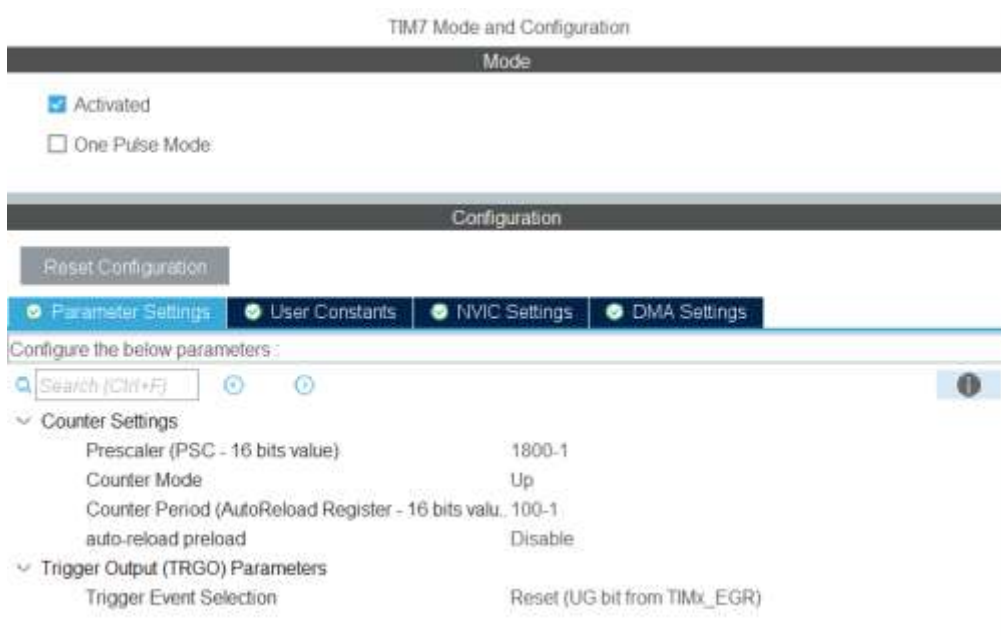 TIM7 Mode and Configuration
Mode
Activated
One Pulse Mode
Configuration
Reset Configuration
Parameter Settings User Constants NVIC Settings DMA Settings
Configure the below parameters :
Search (Ctrl+F)
Counter Settings
Prescaler (PSC - 16 bits value) 1800-1
Counter Mode Up
Counter Period (AutoReload Register - 16 bits valu.. 100-1
auto-reload preload Disable
Trigger Output (TRGO) Parameters
Trigger Event Selection Reset (UG bit from TIMx_EGR)